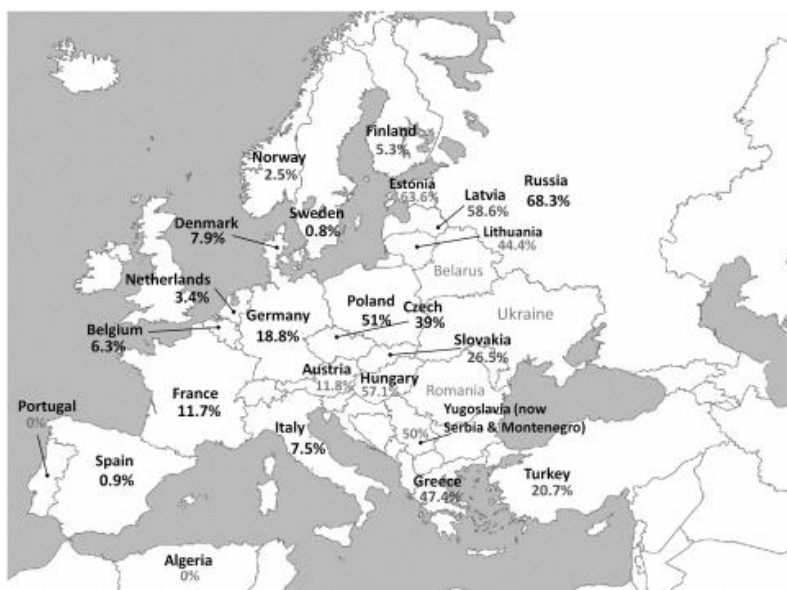 Finland
5.3%
Norway
2.5%
Estonia
63.6%
Russia
68.3%
Latvia
58.6%
Sweden
0.8%
Denmark
7.9%
Lithuania
44.4%
Belarus
Netherlands
3.4%
Germany
18.8%
Poland
51%
Czech
39%
Ukraine
Belgium
6.3%
Slovakia
26.5%
Austria
11.8%
Hungary
57.1%
France
11.7%
Romania
Portugal
0%
Yugoslavia (now
Serbia & Montenegro)
50%
Italy
7.5%
Spain
0.9%
Greece
47.4%
Turkey
20.7%
Algeria
0%